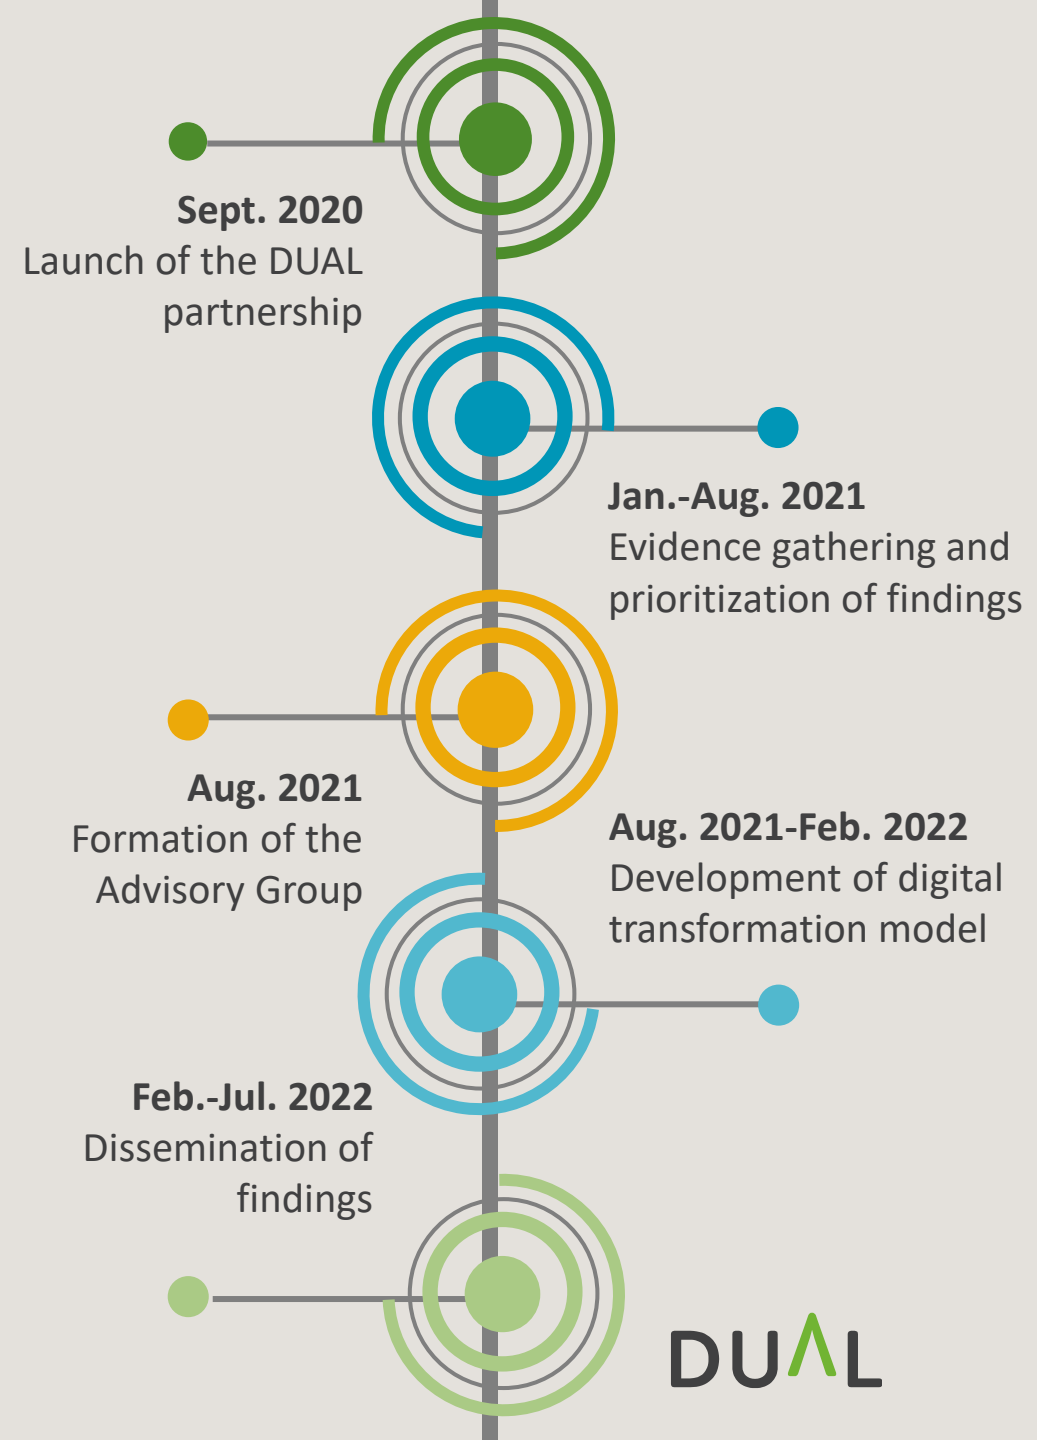 Sept. 2020
Launch of the DUAL
partnership
Jan.-Aug. 2021
Evidence gathering and
prioritization of findings
Aug. 2021
Formation of the
Advisory Group
Aug. 2021-Feb. 2022
Development of digital
transformation model
Feb.-Jul. 2022
Dissemination of
findings
DUAL